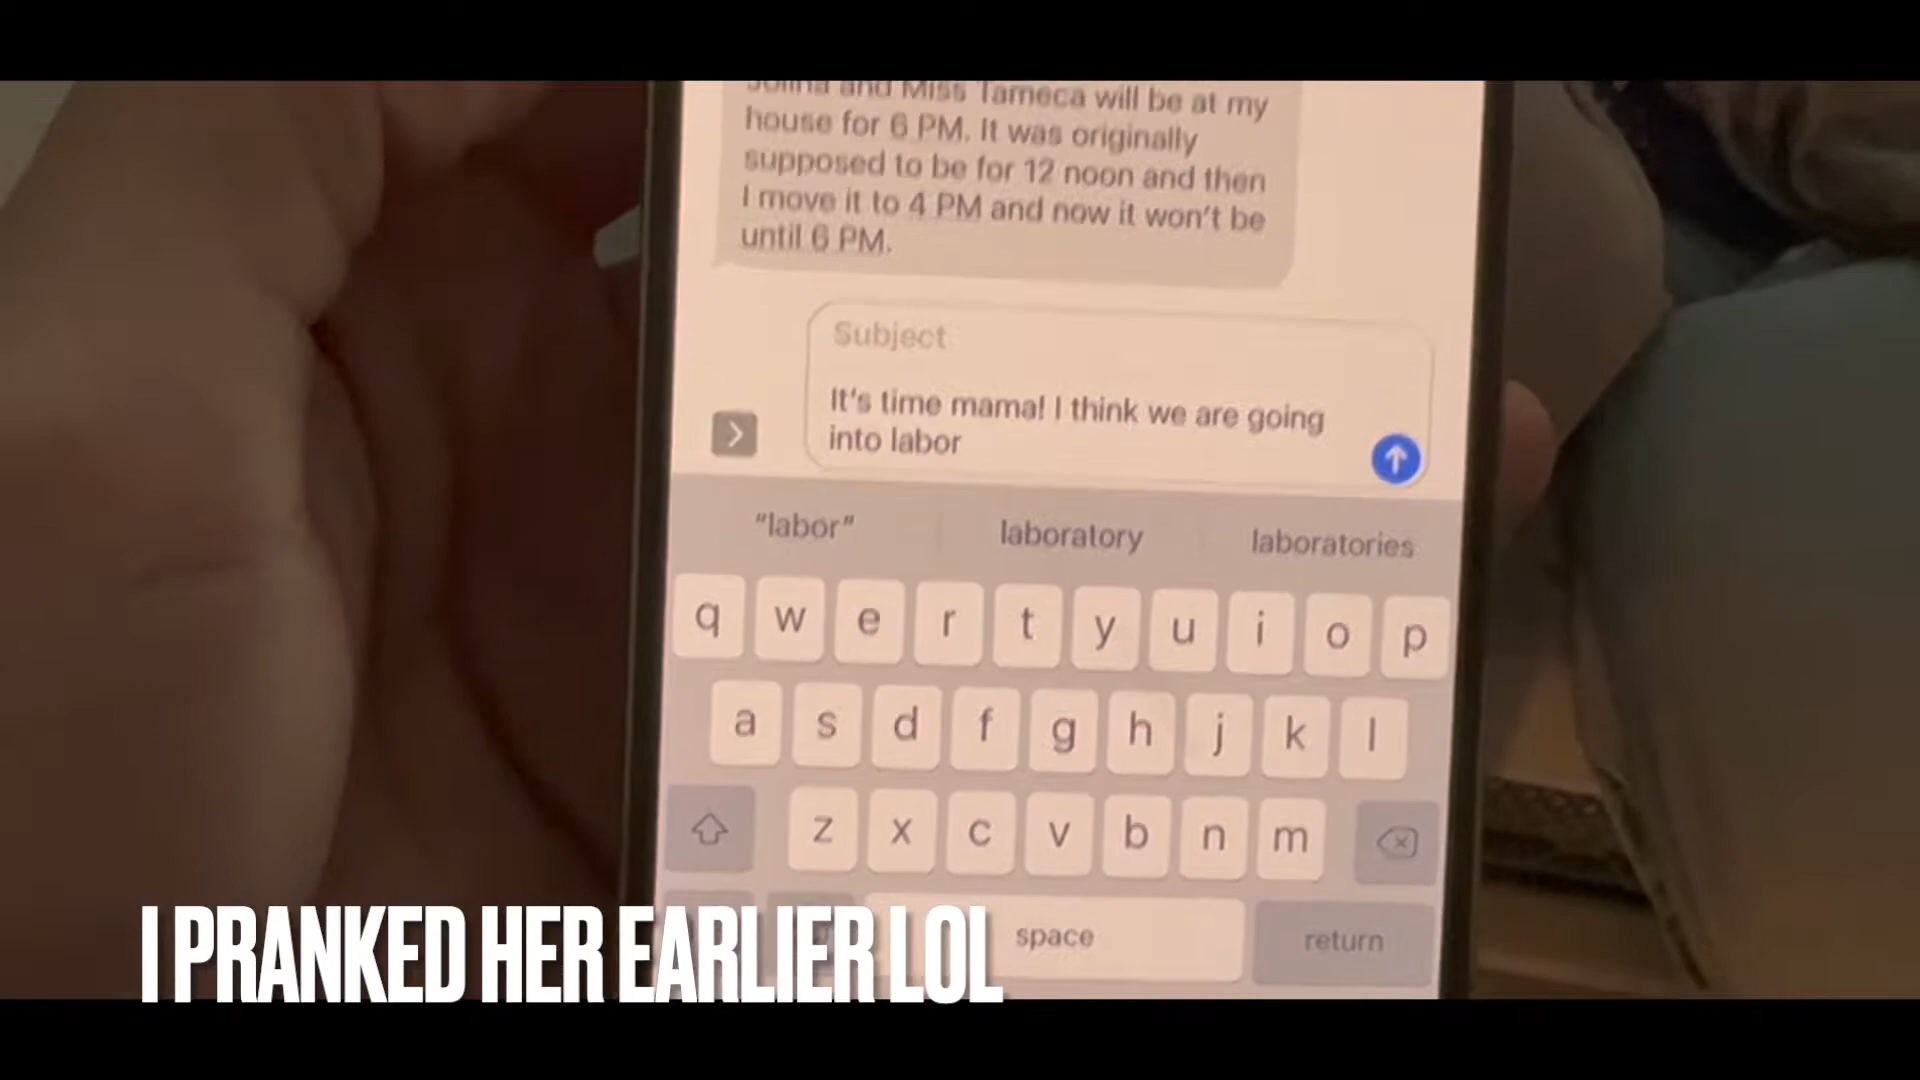 and Miss Tameca will be at my
house for 6 PM. It was originally
supposed to be for 12 noon and then
I move it to 4 PM and now it won't be
until 6 PM.
Subject
It's time mama! I think we are going
into labor
"labor" laboratory laboratories
q w e r t y u i o p
a s d f g h j k l
z x c v b n m
space return
I PRANKED HER EARLIER LOL